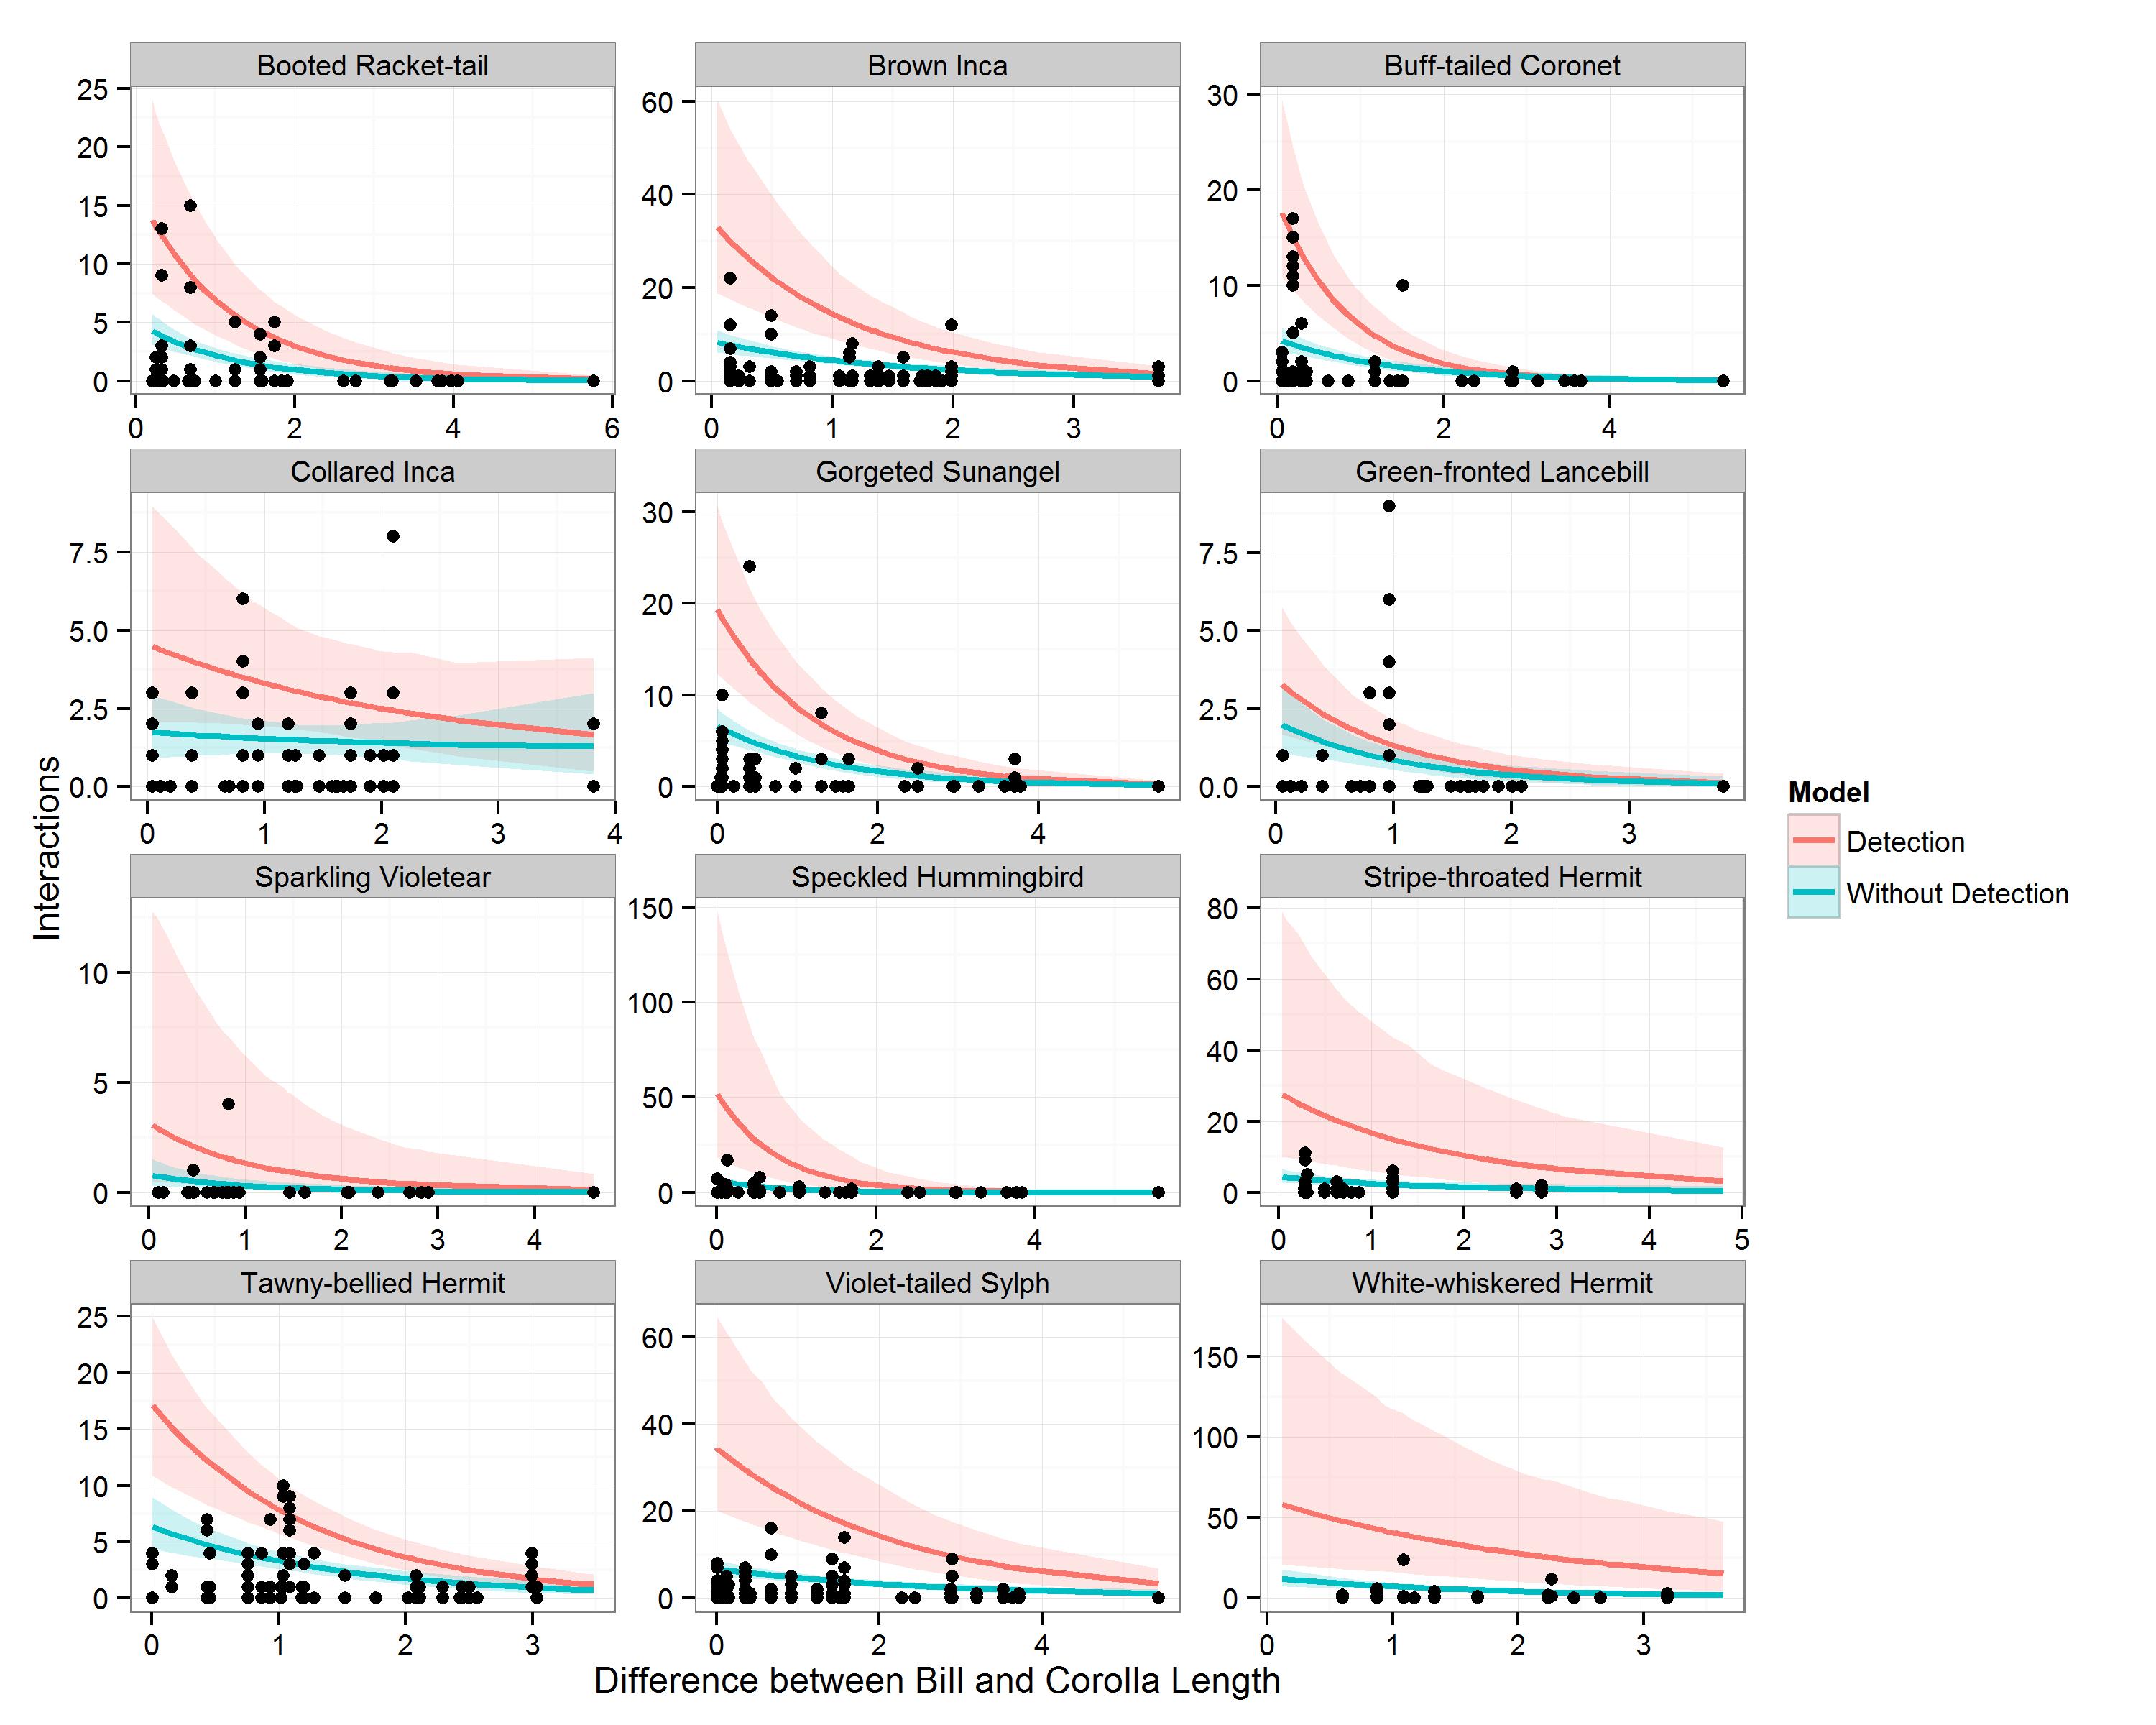 Booted Racket-tail
Brown Inca
Buff-tailed Coronet
25
20
15
10
5
0
0 2 4 6
60
40
20
0
0 1 2 3
30
20
10
0
0 2 4
Collared Inca
Gorgeted Sunangel
Green-fronted Lancebill
7.5
5.0
2.5
0.0
0 1 2 3 4
30
20
10
0
0 2 4
7.5
5.0
2.5
0.0
0 1 2 3
Sparkling Violetear
Speckled Hummingbird
Stripe-throated Hermit
10
5
0
0 1 2 3 4
150
100
50
0
0 2 4
80
60
40
20
0
0 1 2 3 4 5
Tawny-bellied Hermit
Violet-tailed Sylph
White-whiskered Hermit
25
20
15
10
5
0
0 1 2 3
60
40
20
0
0 2 4
150
100
50
0
0 1 2 3
Interactions
Difference between Bill and Corolla Length
Model
Detection
Without Detection